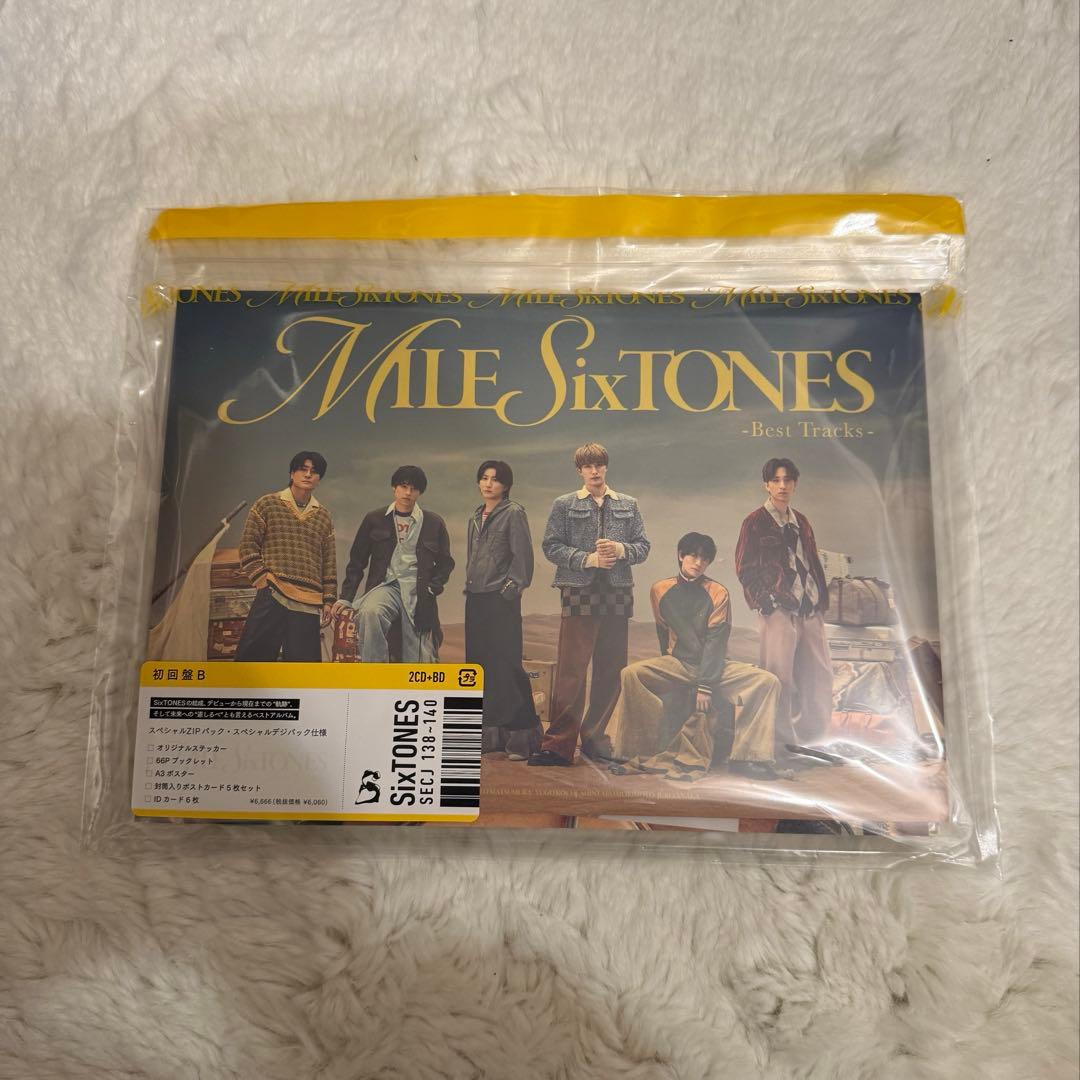 MILE SixTONES MILE SixTONES MILE SixTONES
MILE SixTONES
-Best Tracks-
初回盤B
2CD+BD
SixTONESの結成、デビューから現在までの"軌跡"、
そして未来への"道しるべ"とも言えるベストアルバム。
スペシャルZIPパック・スペシャルデジパック仕様
□ オリジナルステッカー
□ 66P ブックレット
□ A3 ポスター
□ 封筒入りポストカード5枚セット
□ IDカード6枚
¥6,666(税抜価格 ¥6,060)
SixTONES
SECJ 138~140